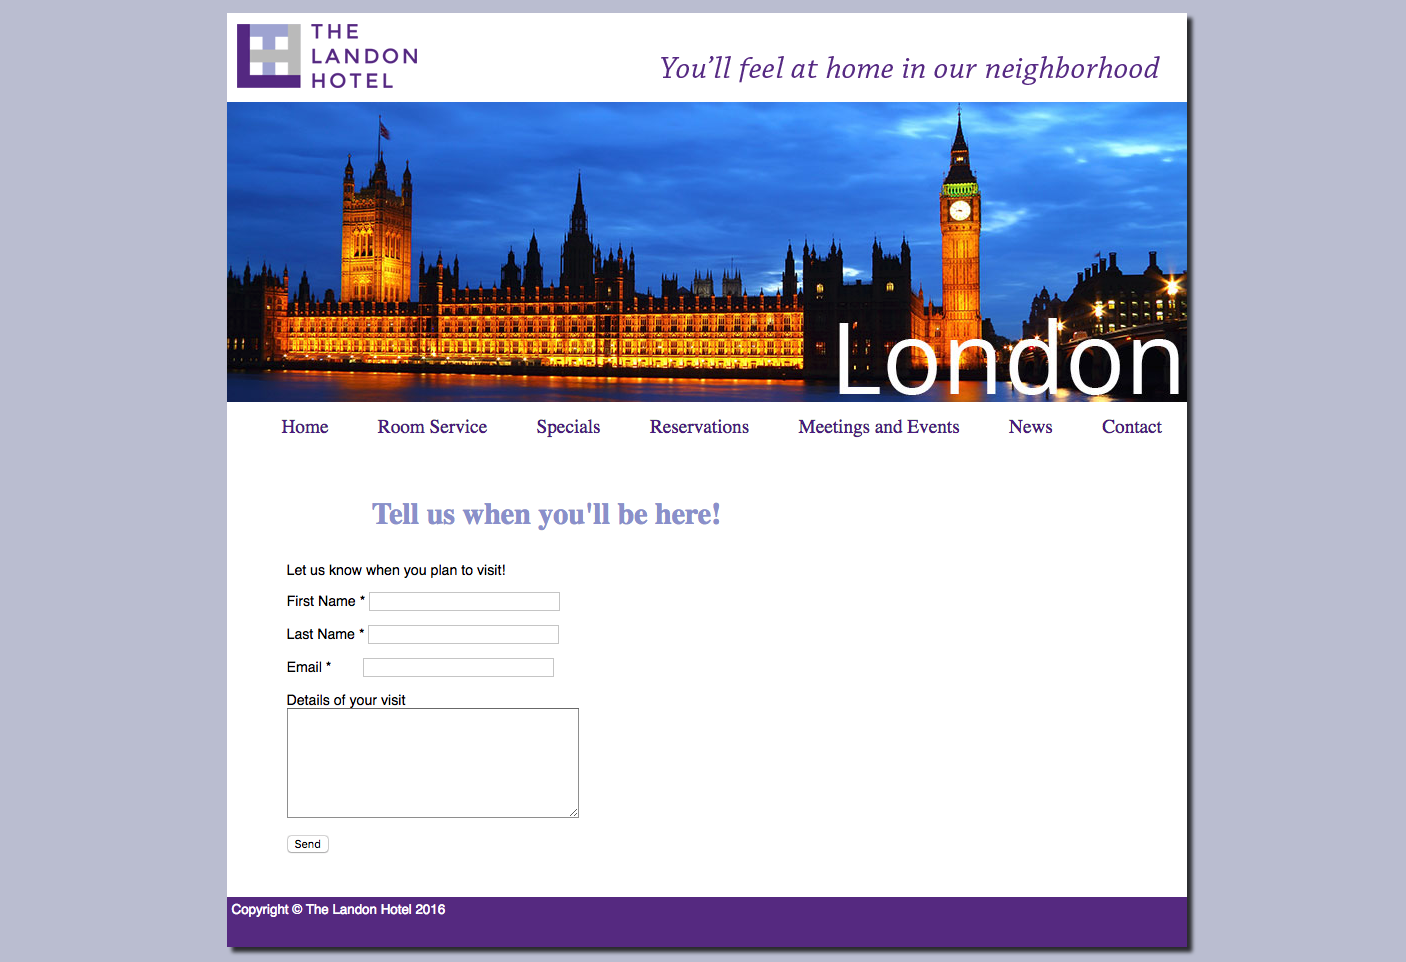 THE
LANDON
HOTEL
You’ll feel at home in our neighborhood
London
Home Room Service Specials Reservations Meetings and Events News Contact
Tell us when you'll be here!
Let us know when you plan to visit!
First Name *
Last Name *
Email *
Details of your visit
Send
Copyright © The Landon Hotel 2016